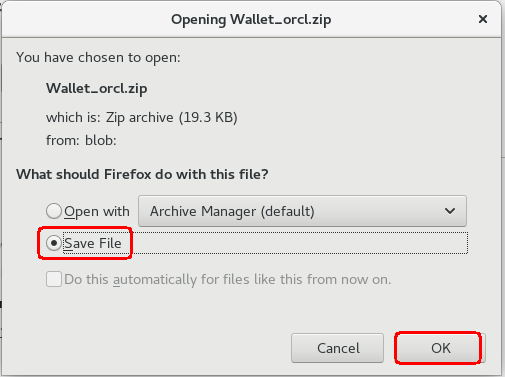 Opening Wallet_orcl.zip
You have chosen to open:
Wallet_orcl.zip
which is: Zip archive (19.3 KB)
from: blob:
What should Firefox do with this file?
Open with Archive Manager (default)
Save File
Do this automatically for files like this from now on.
Cancel OK